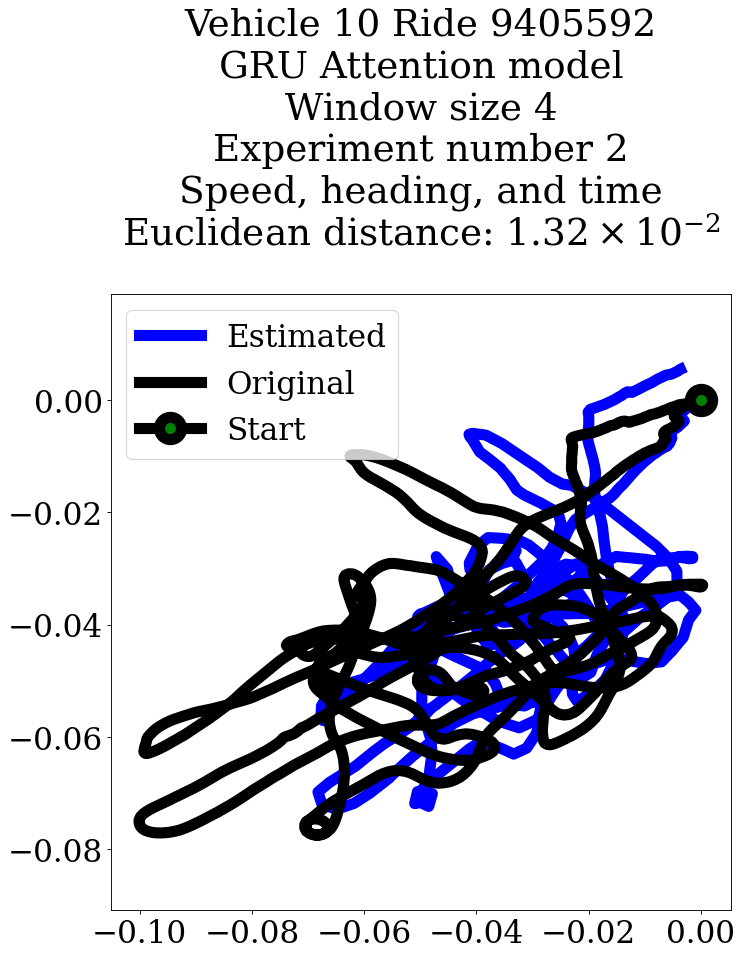 Vehicle 10 Ride 9405592
GRU Attention model
Window size 4
Experiment number 2
Speed, heading, and time
Euclidean distance: 1.32 × 10⁻²
Estimated
Original
Start
0.00
−0.02
−0.04
−0.06
−0.08
−0.10 −0.08 −0.06 −0.04 −0.02 0.00